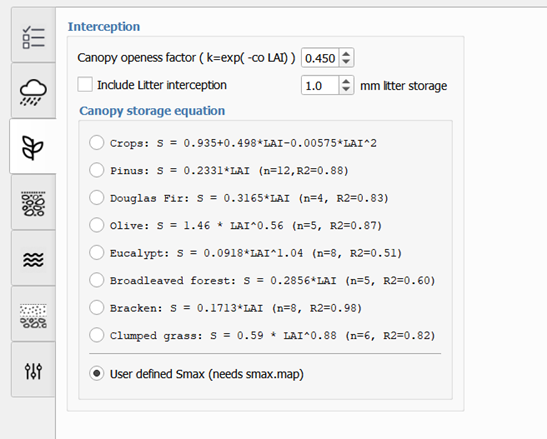 Interception
Canopy openess factor ( k=exp( -co LAI) ) 0.450
Include Litter interception 1.0 mm litter storage
Canopy storage equation
Crops: S = 0.935+0.498*LAI-0.00575*LAI^2
Pinus: S = 0.2331*LAI (n=12,R2=0.88)
Douglas Fir: S = 0.3165*LAI (n=4, R2=0.83)
Olive: S = 1.46 * LAI^0.56 (n=5, R2=0.87)
Eucalypt: S = 0.0918*LAI^1.04 (n=8, R2=0.51)
Broadleaved forest: S = 0.2856*LAI (n=5, R2=0.60)
Bracken: S = 0.1713*LAI (n=8, R2=0.98)
Clumped grass: S = 0.59 * LAI^0.88 (n=6, R2=0.82)
User defined Smax (needs smax.map)